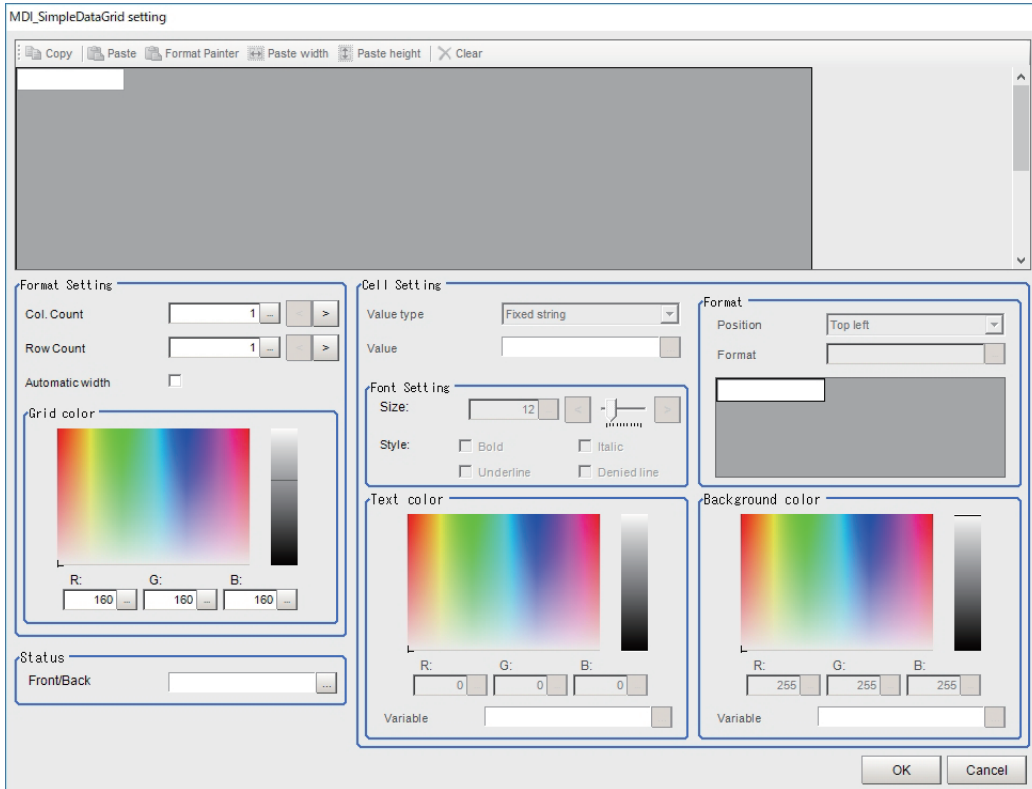 MDI_SimpleDataGrid setting
Copy Paste Format Painter Paste width Paste height Clear
Format Setting
Col. Count 1 ... < >
Row Count 1 ... < >
Automatic width
Grid color
R: G: B:
160 ... 160 ... 160 ...
Status
Front/Back ...
Cell Setting
Value type Fixed string
Value
Font Setting
Size: 12 < >
Style: Bold Italic
Underline Denied line
Format
Position Top left
Format
Text color
R: G: B:
0 0 0
Variable
Background color
R: G: B:
255 255 255
Variable
OK Cancel